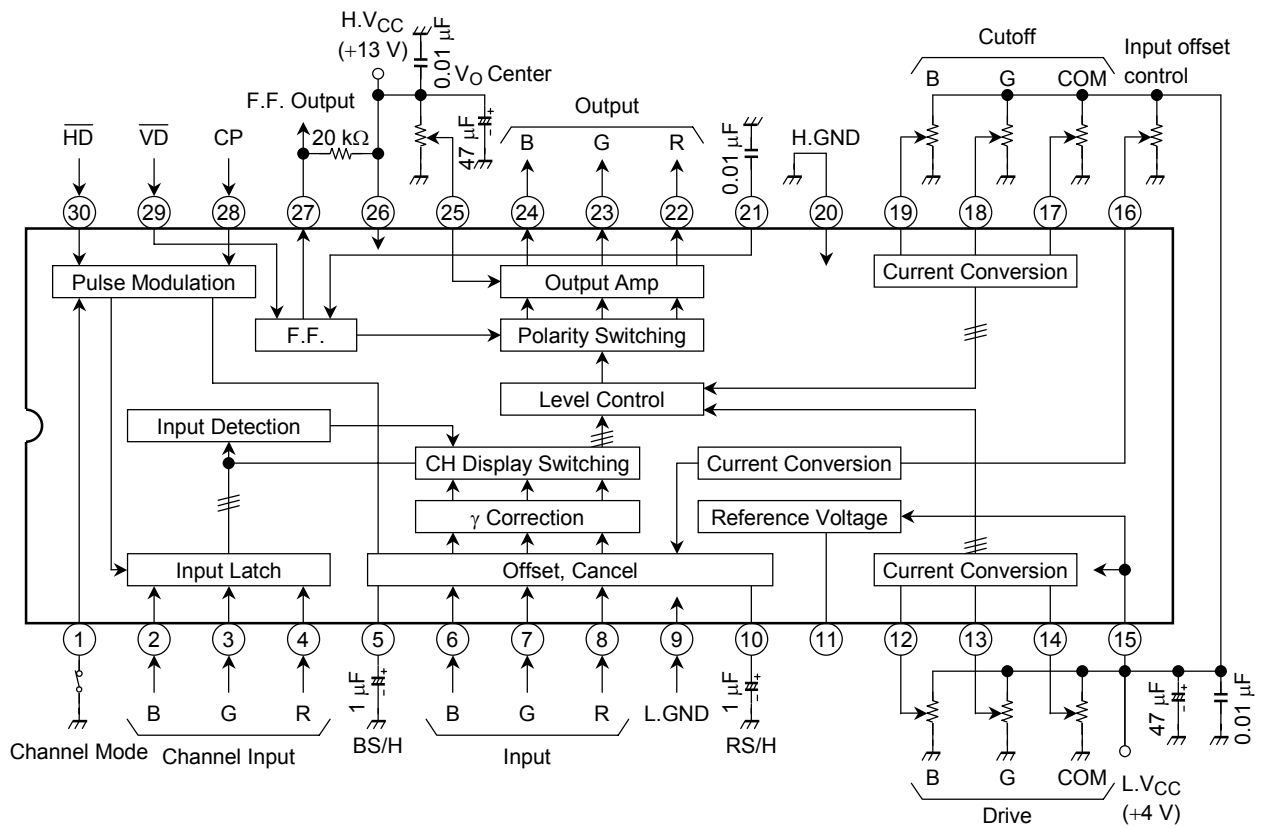 H.VCC
(+13 V)
0.01 μF
VO Center
Cutoff
Input offset
control
B
G
COM
F.F. Output
20 kΩ
47 μF
Output
B
G
R
0.01 μF
H.GND
HD
VD
CP
30
29
28
27
26
25
24
23
22
21
20
19
18
17
16
Pulse Modulation
Output Amp
Current Conversion
F.F.
Polarity Switching
Level Control
Input Detection
CH Display Switching
Current Conversion
γ Correction
Reference Voltage
Input Latch
Offset, Cancel
Current Conversion
1
2
3
4
5
6
7
8
9
10
11
12
13
14
15
1 μF
1 μF
47 μF
0.01 μF
B
G
R
B
G
R
L.GND
Channel Mode
Channel Input
BS/H
Input
RS/H
B
G
COM
Drive
L.VCC
(+4 V)